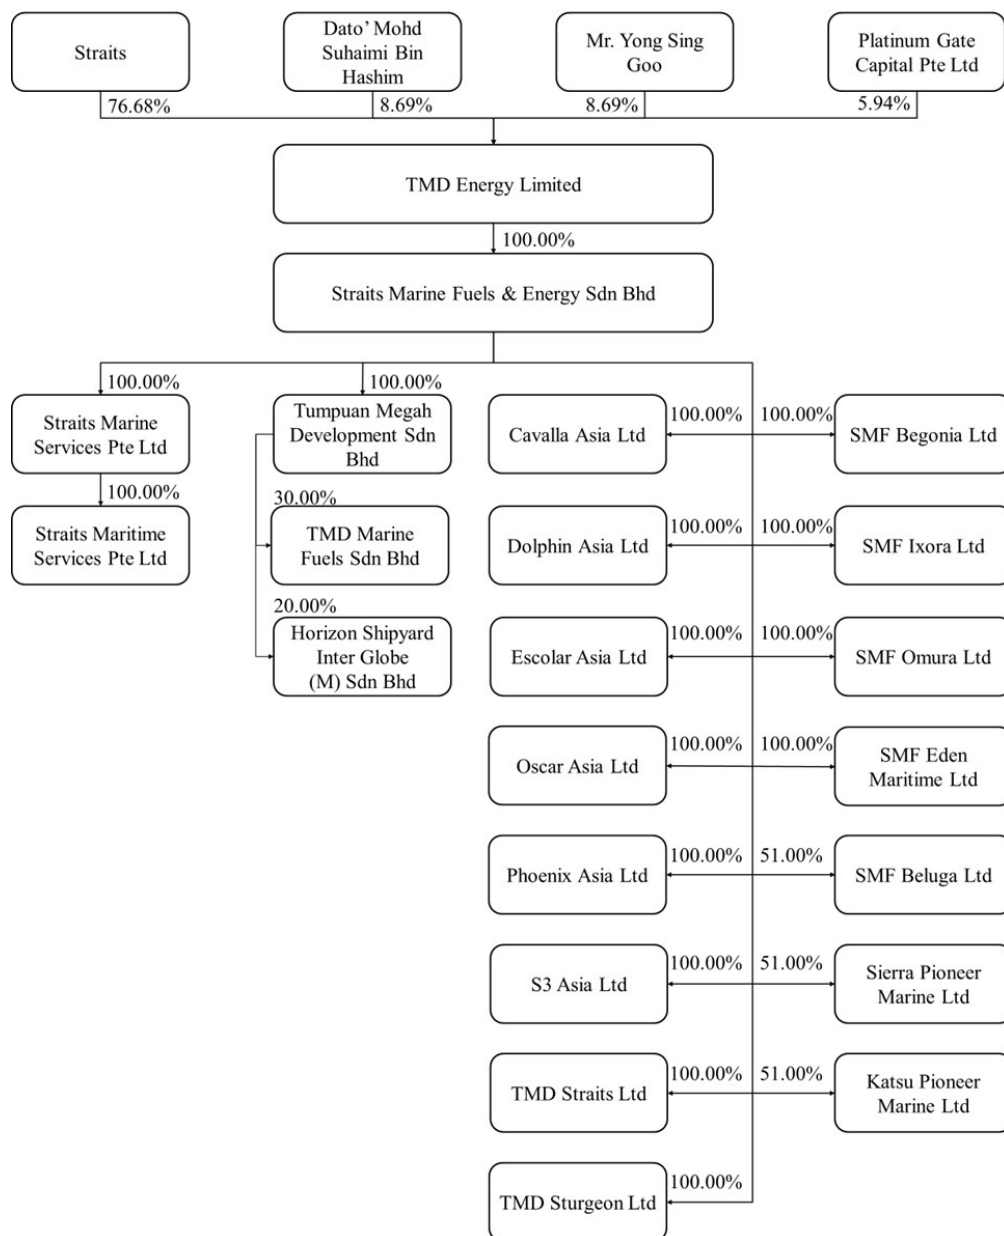 Straits
Dato’ Mohd
Suhaimi Bin
Hashim
Mr. Yong Sing
Goo
Platinum Gate
Capital Pte Ltd
76.68%
8.69%
8.69%
5.94%
TMD Energy Limited
100.00%
Straits Marine Fuels & Energy Sdn Bhd
100.00%
100.00%
Straits Marine
Services Pte Ltd
Tumpuan Megah
Development Sdn
Bhd
Cavalla Asia Ltd
100.00%
100.00%
SMF Begonia Ltd
100.00%
30.00%
Straits Maritime
Services Pte Ltd
TMD Marine
Fuels Sdn Bhd
Dolphin Asia Ltd
100.00%
100.00%
SMF Ixora Ltd
20.00%
Horizon Shipyard
Inter Globe
(M) Sdn Bhd
Escolar Asia Ltd
100.00%
100.00%
SMF Omura Ltd
Oscar Asia Ltd
100.00%
100.00%
SMF Eden
Maritime Ltd
Phoenix Asia Ltd
100.00%
51.00%
SMF Beluga Ltd
S3 Asia Ltd
100.00%
51.00%
Sierra Pioneer
Marine Ltd
TMD Straits Ltd
100.00%
51.00%
Katsu Pioneer
Marine Ltd
TMD Sturgeon Ltd
100.00%